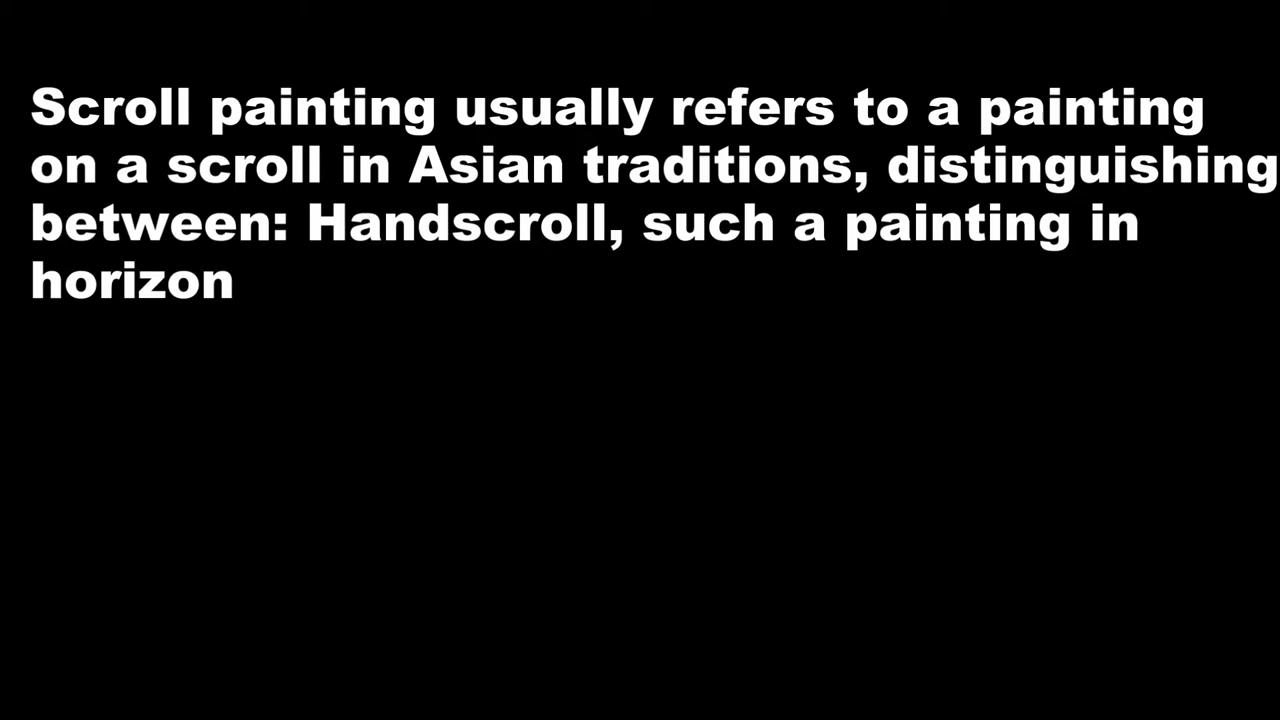 Scroll painting usually refers to a painting
on a scroll in Asian traditions, distinguishing
between: Handscroll, such a painting in
horizon